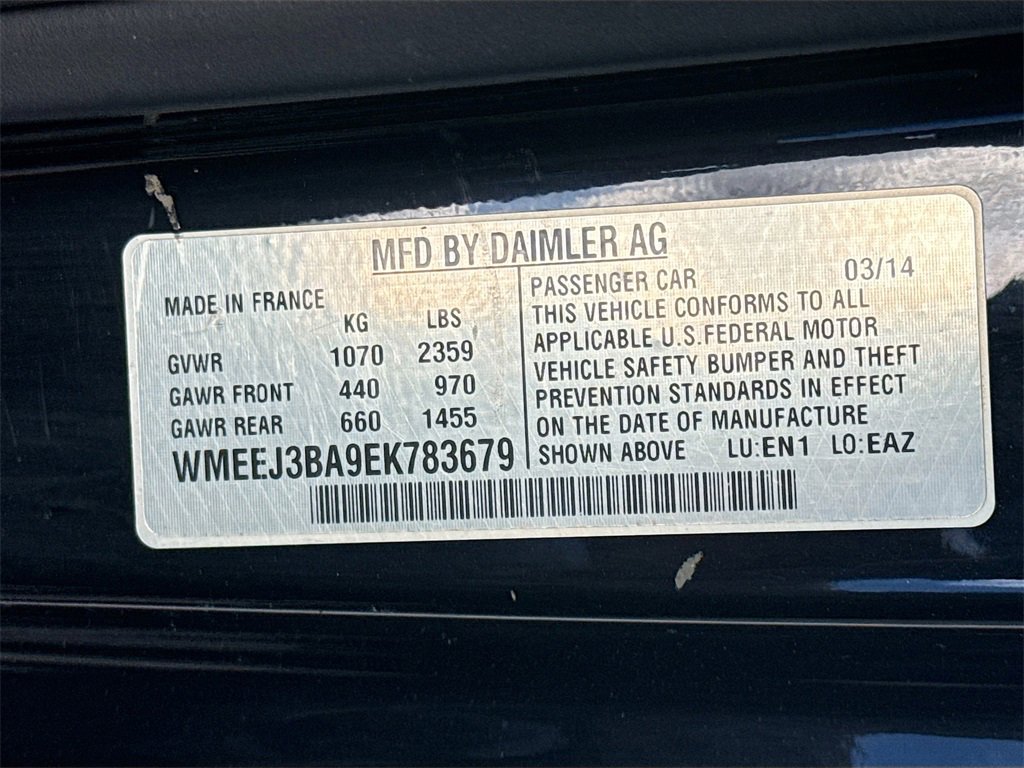 MFD BY DAIMLER AG
MADE IN FRANCE
KG LBS
GVWR 1070 2359
GAWR FRONT 440 970
GAWR REAR 660 1455
WMEEJ3BA9EK783679
PASSENGER CAR 03/14
THIS VEHICLE CONFORMS TO ALL
APPLICABLE U.S.FEDERAL MOTOR
VEHICLE SAFETY BUMPER AND THEFT
PREVENTION STANDARDS IN EFFECT
ON THE DATE OF MANUFACTURE
SHOWN ABOVE LU:EN1 LO:EAZ